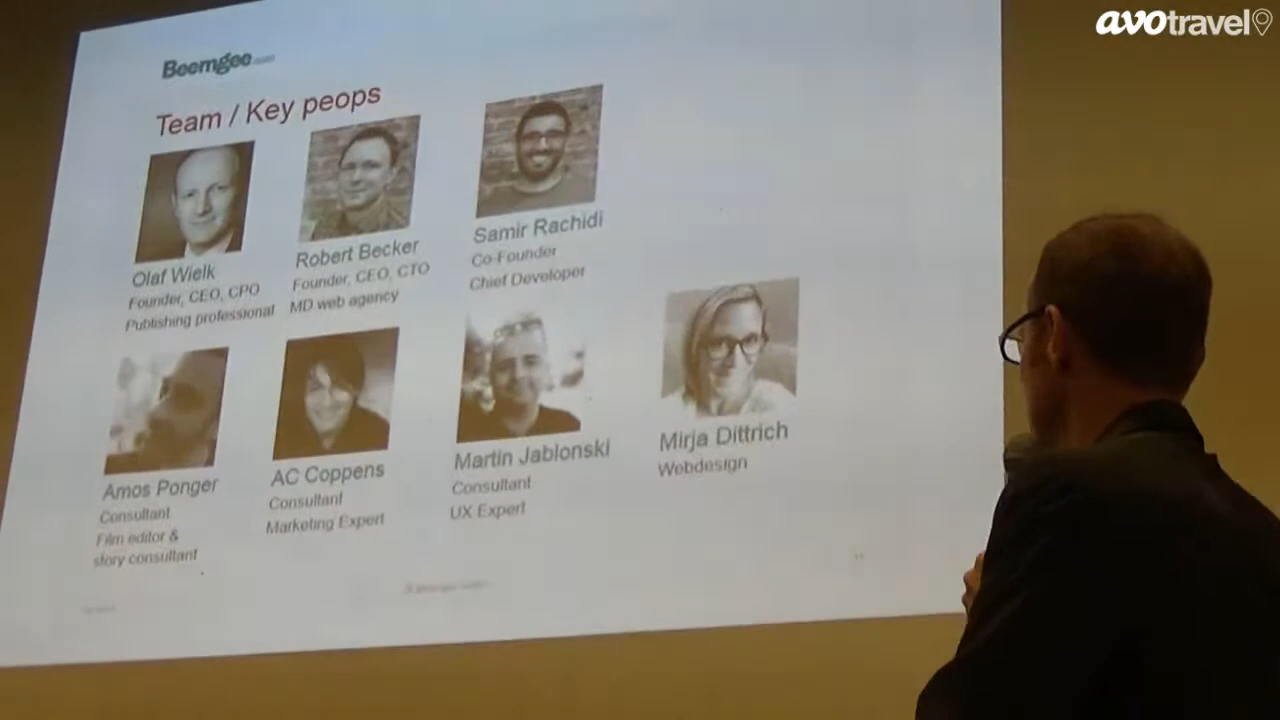 avotravel
Beemgee.com
Team / Key peops
Olaf Wielk
Founder, CEO, CPO
Publishing professional
Robert Becker
Founder, CEO, CTO
MD web agency
Samir Rachidi
Co-Founder
Chief Developer
Amos Ponger
Consultant
Film editor &
story consultant
AC Coppens
Consultant
Marketing Expert
Martin Jablonski
Consultant
UX Expert
Mirja Dittrich
Webdesign